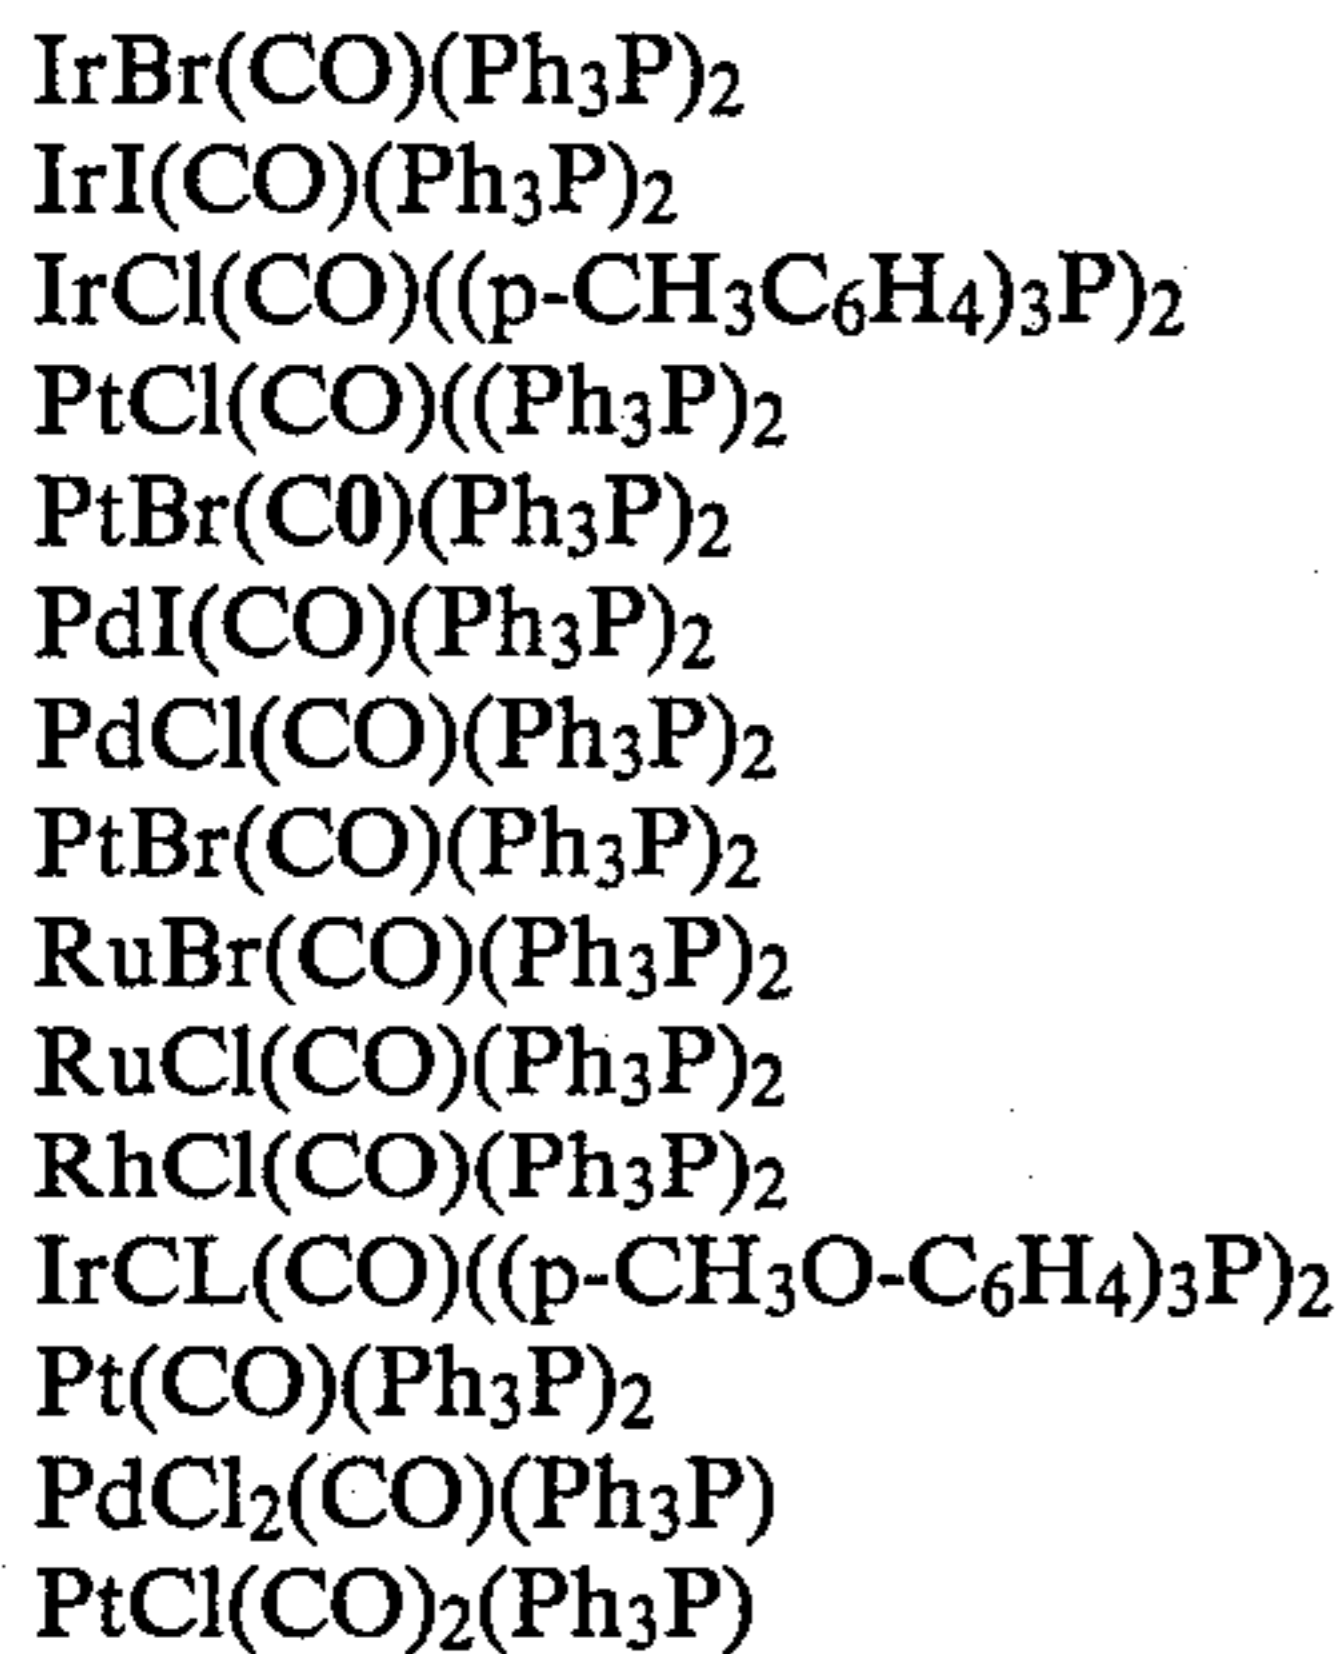 IrBr(CO)(Ph₃P)₂
IrI(CO)(Ph₃P)₂
IrCl(CO)((p-CH₃C₆H₄)₃P)₂
PtCl(CO)((Ph₃P)₂
PtBr(C0)(Ph₃P)₂
PdI(CO)(Ph₃P)₂
PdCl(CO)(Ph₃P)₂
PtBr(CO)(Ph₃P)₂
RuBr(CO)(Ph₃P)₂
RuCl(CO)(Ph₃P)₂
RhCl(CO)(Ph₃P)₂
IrCL(CO)((p-CH₃O-C₆H₄)₃P)₂
Pt(CO)(Ph₃P)₂
PdCl₂(CO)(Ph₃P)
PtCl(CO)₂(Ph₃P)